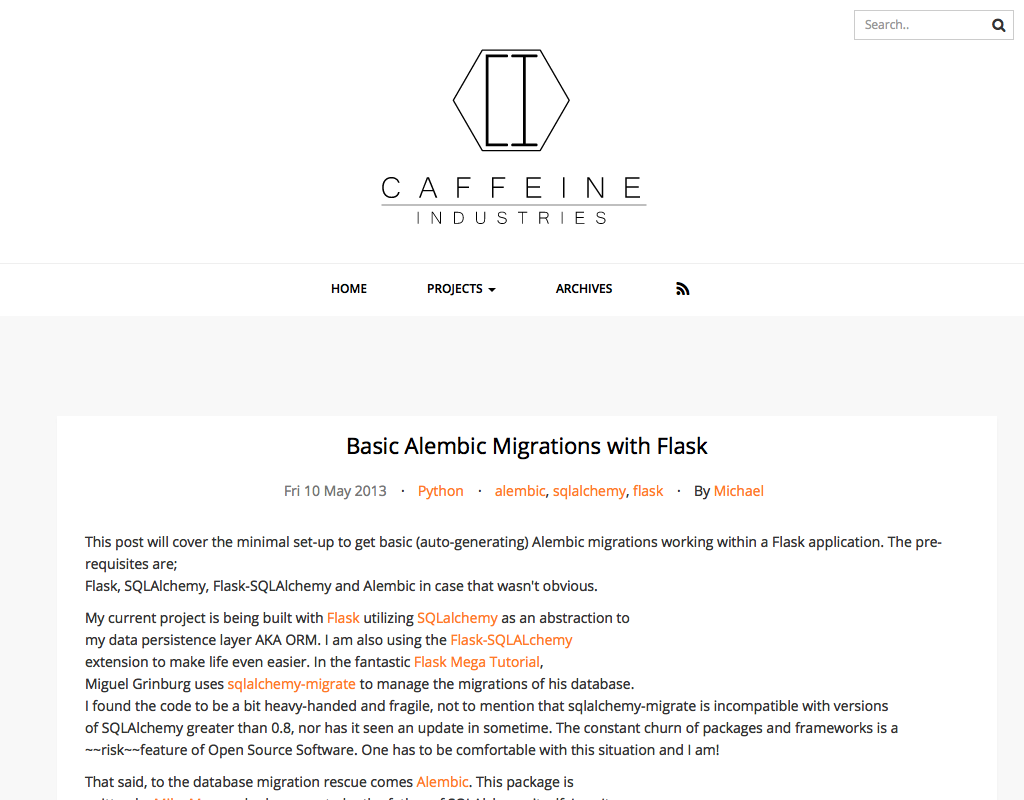 Search..
CI
CAFFEINE
INDUSTRIES
HOME PROJECTS ARCHIVES
Basic Alembic Migrations with Flask
Fri 10 May 2013 · Python · alembic, sqlalchemy, flask · By Michael
This post will cover the minimal set-up to get basic (auto-generating) Alembic migrations working within a Flask application. The pre-
requisites are;
Flask, SQLAlchemy, Flask-SQLAlchemy and Alembic in case that wasn't obvious.
My current project is being built with Flask utilizing SQLalchemy as an abstraction to
my data persistence layer AKA ORM. I am also using the Flask-SQLALchemy
extension to make life even easier. In the fantastic Flask Mega Tutorial,
Miguel Grinburg uses sqlalchemy-migrate to manage the migrations of his database.
I found the code to be a bit heavy-handed and fragile, not to mention that sqlalchemy-migrate is incompatible with versions
of SQLAlchemy greater than 0.8, nor has it seen an update in sometime. The constant churn of packages and frameworks is a
~~risk~~feature of Open Source Software. One has to be comfortable with this situation and I am!
That said, to the database migration rescue comes Alembic. This package is